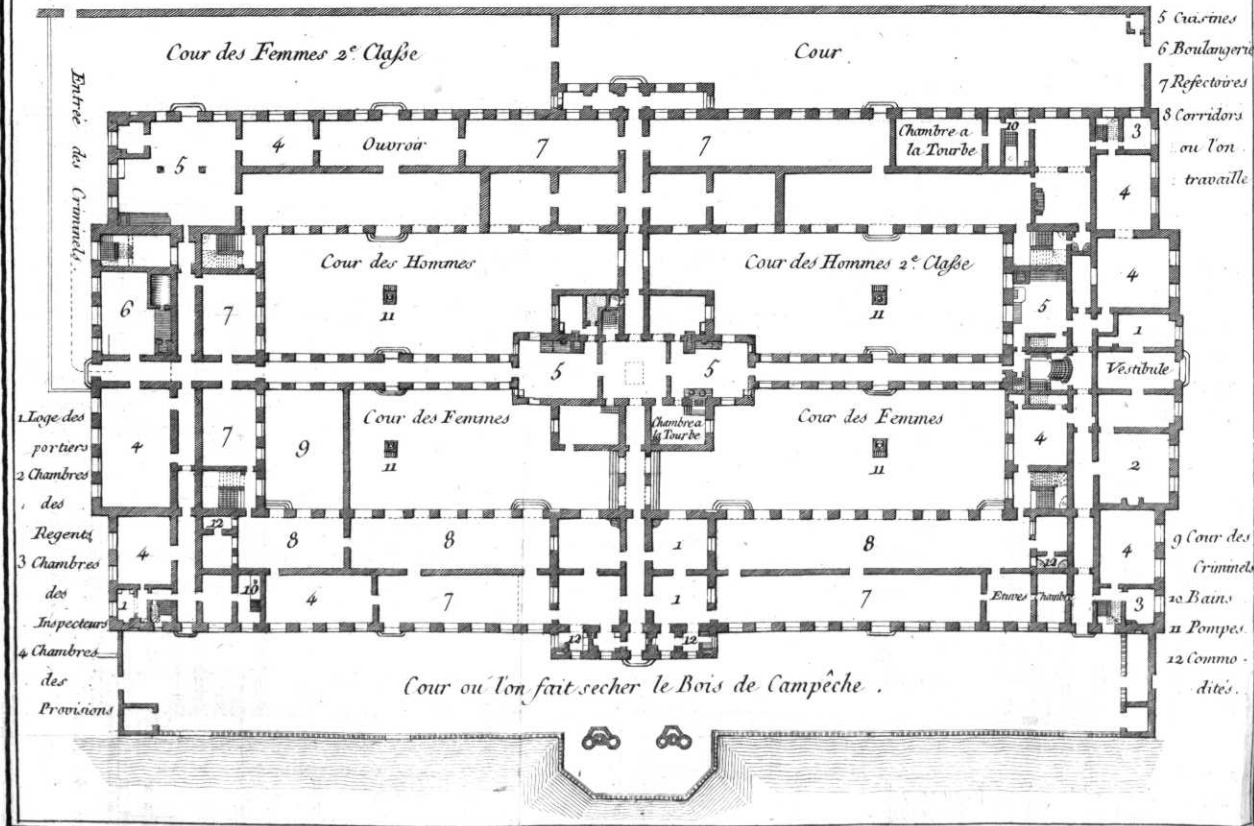 Cour des Femmes 2.e Claſse
Cour
5 Cuisines
6 Boulangerie
7 Refectoires
8 Corridors
ou l'on
travaille
Entrée des Criminels.
4
Ouvroir
7
7
Chambre a
la Tourbe
10
3
5
4
Cour des Hommes
Cour des Hommes 2.e Claſse
11
11
6
7
5
4
1
5
5
Vestibule
Cour des Femmes
Cour des Femmes
Chambre a
la Tourbe
4
7
9
11
11
4
2
1 Loge des
portiers
2 Chambres
des
Regents
3 Chambres
des
Inspecteurs
4 Chambres
des
Provisions
4
12
8
8
1
8
12
4
9 Cour des
Criminels
10 Bains
11 Pompes.
12 Commo-
dités.
1
10
4
7
1
7
Etuves
Chambre
3
12
12
Cour oú l'on fait secher le Bois de Campêche.